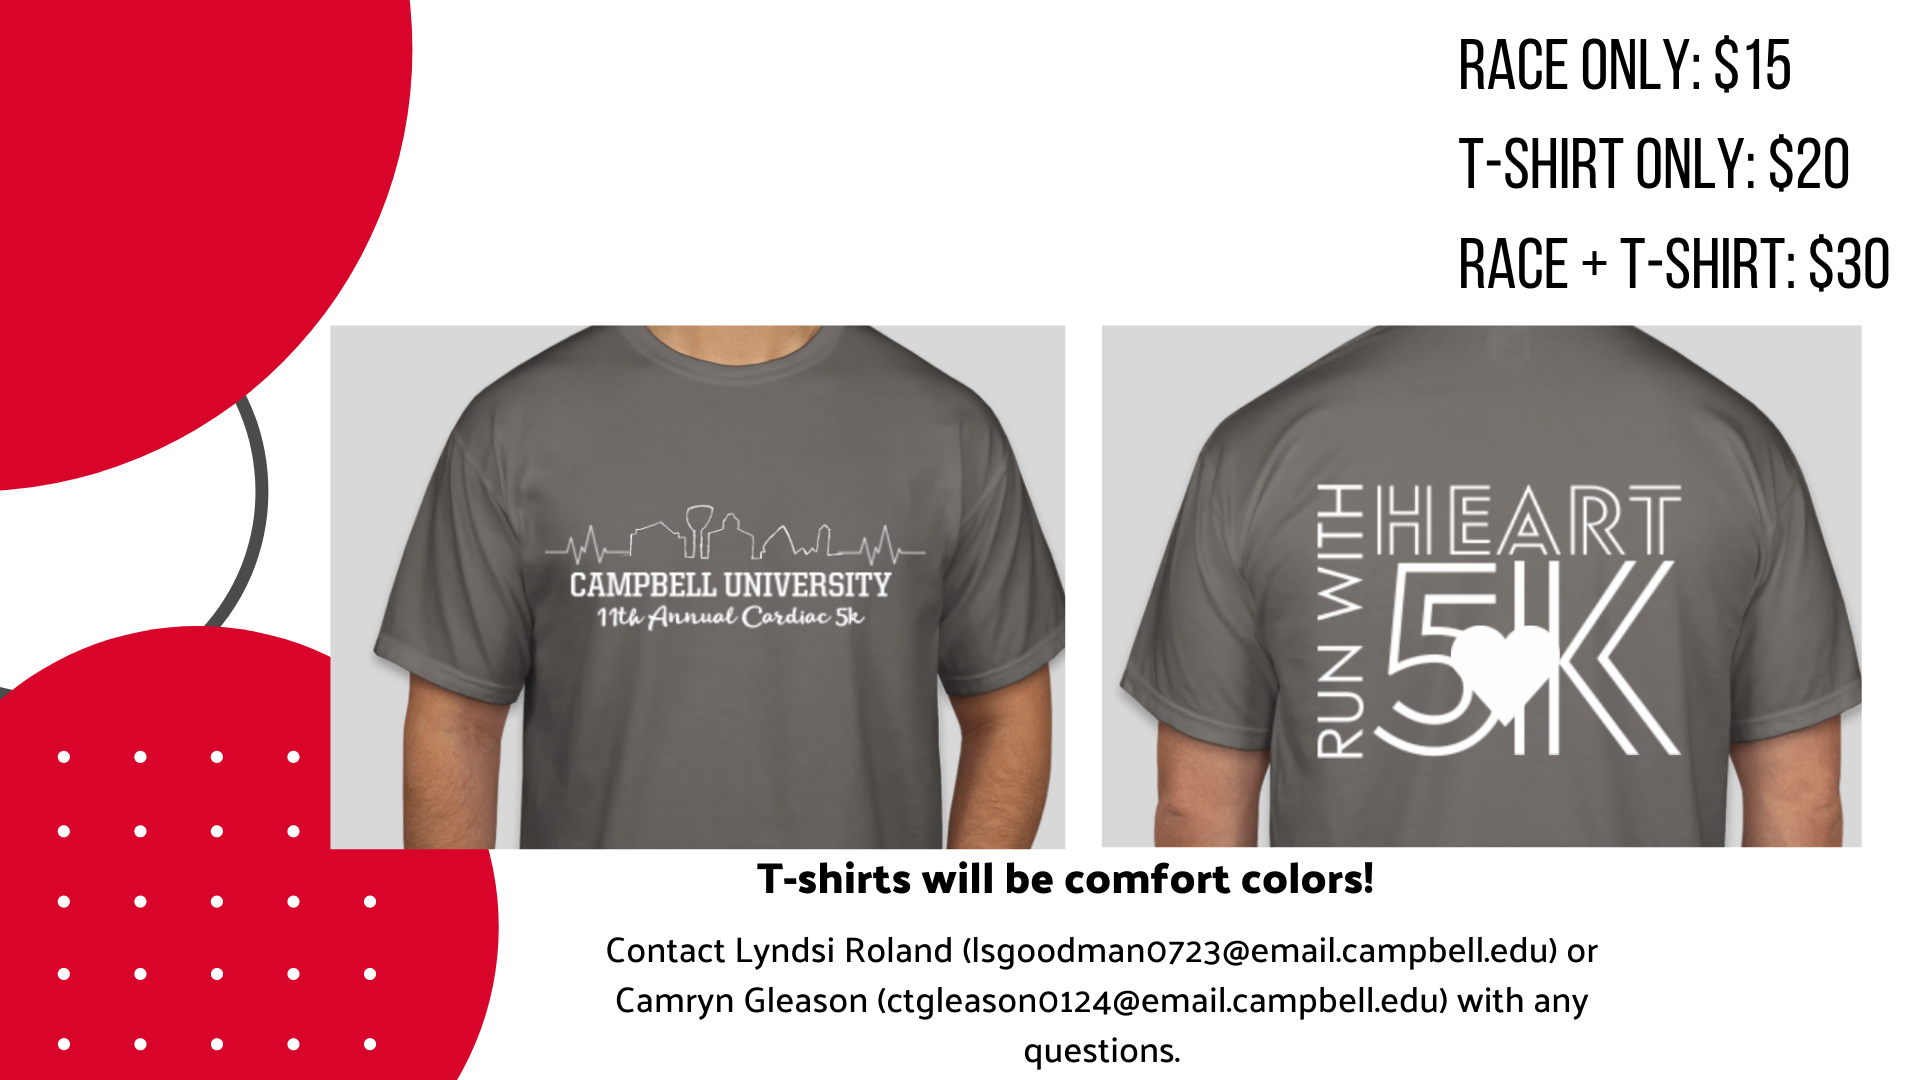 RACE ONLY: $15
T-SHIRT ONLY: $20
RACE + T-SHIRT: $30
CAMPBELL UNIVERSITY
11th Annual Cardiac 5k
RUN WITH
HEART
5K
T-shirts will be comfort colors!
Contact Lyndsi Roland (lsgoodman0723@email.campbell.edu) or
Camryn Gleason (ctgleason0124@email.campbell.edu) with any
questions.